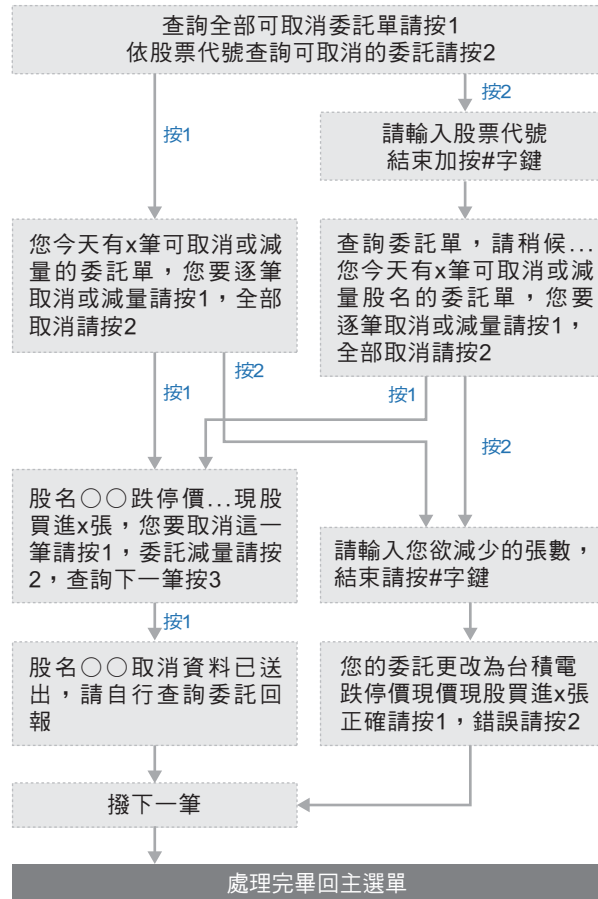 查詢全部可取消委託單請按1
依股票代號查詢可取消的委託請按2
按1
按2
請輸入股票代號
結束加按#字鍵
您今天有x筆可取消或減
量的委託單，您要逐筆
取消或減量請按1，全部
取消請按2
查詢委託單，請稍候...
您今天有x筆可取消或減
量股名的委託單，您要
逐筆取消或減量請按1，
全部取消請按2
按1
按2
按1
按2
股名○○跌停價...現股
買進x張，您要取消這一
筆請按1，委託減量請按
2，查詢下一筆按3
請輸入您欲減少的張數，
結束請按#字鍵
按1
股名○○取消資料已送
出，請自行查詢委託回
報
您的委託更改為台積電
跌停價現價現股買進x張
正確請按1，錯誤請按2
撥下一筆
處理完畢回主選單